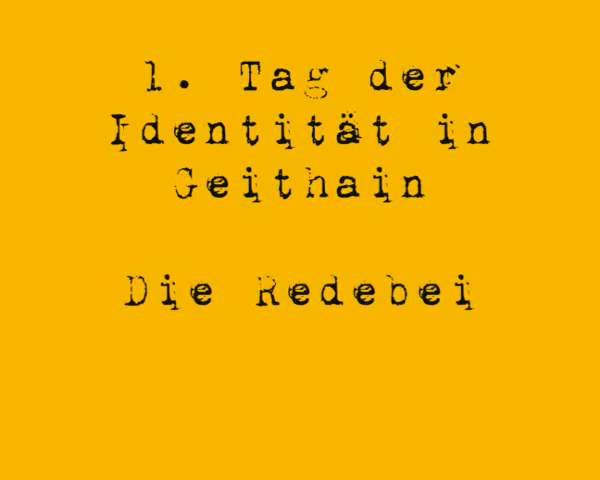 1. Tag der
Identität in
Geithain
Die Redebei